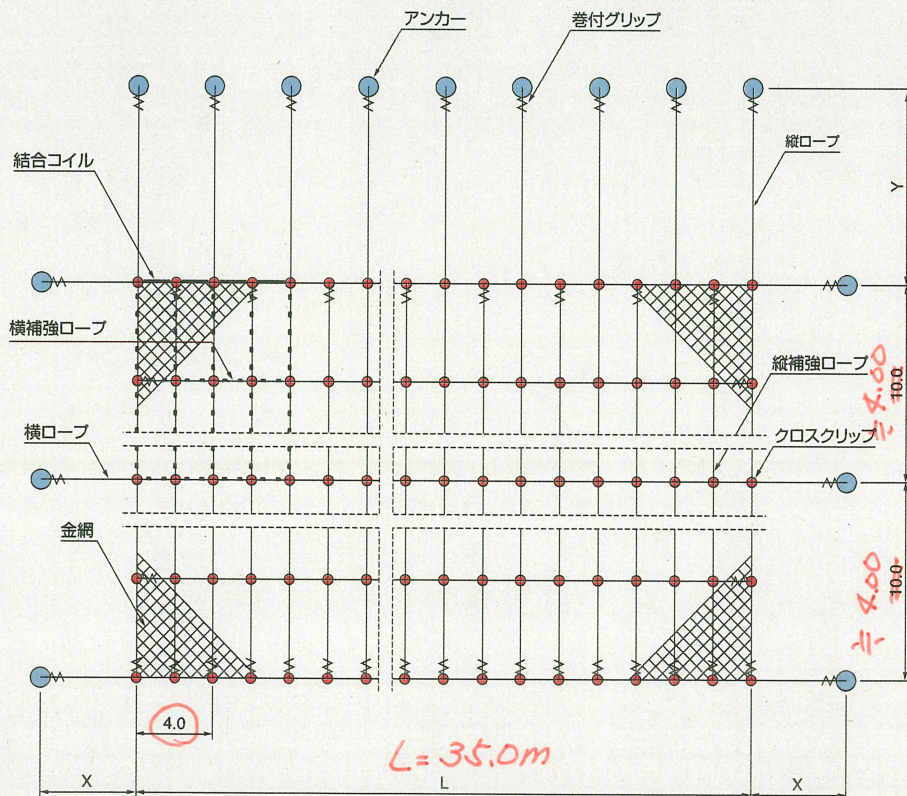 アンカー
巻付グリップ
結合コイル
縦ロープ
Y
横補強ロープ
縦補強ロープ
≒ 4.00
10.0
横ロープ
クロスクリップ
金網
≒ 4.00
10.0
4.0
L = 35.0m
X
L
X